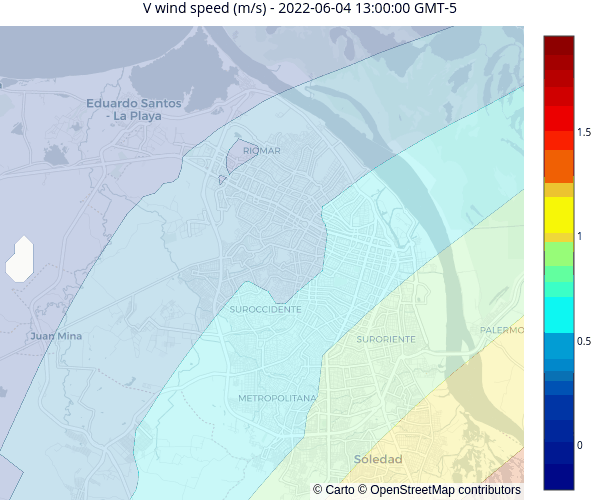 V wind speed (m/s) - 2022-06-04 13:00:00 GMT-5
Eduardo Santos
- La Playa
RIOMAR
Juan Mina
SUROCCIDENTE
SURORIENTE
PALERMO
METROPOLITANA
Soledad
1.5
1
0.5
0
© Carto © OpenStreetMap contributors